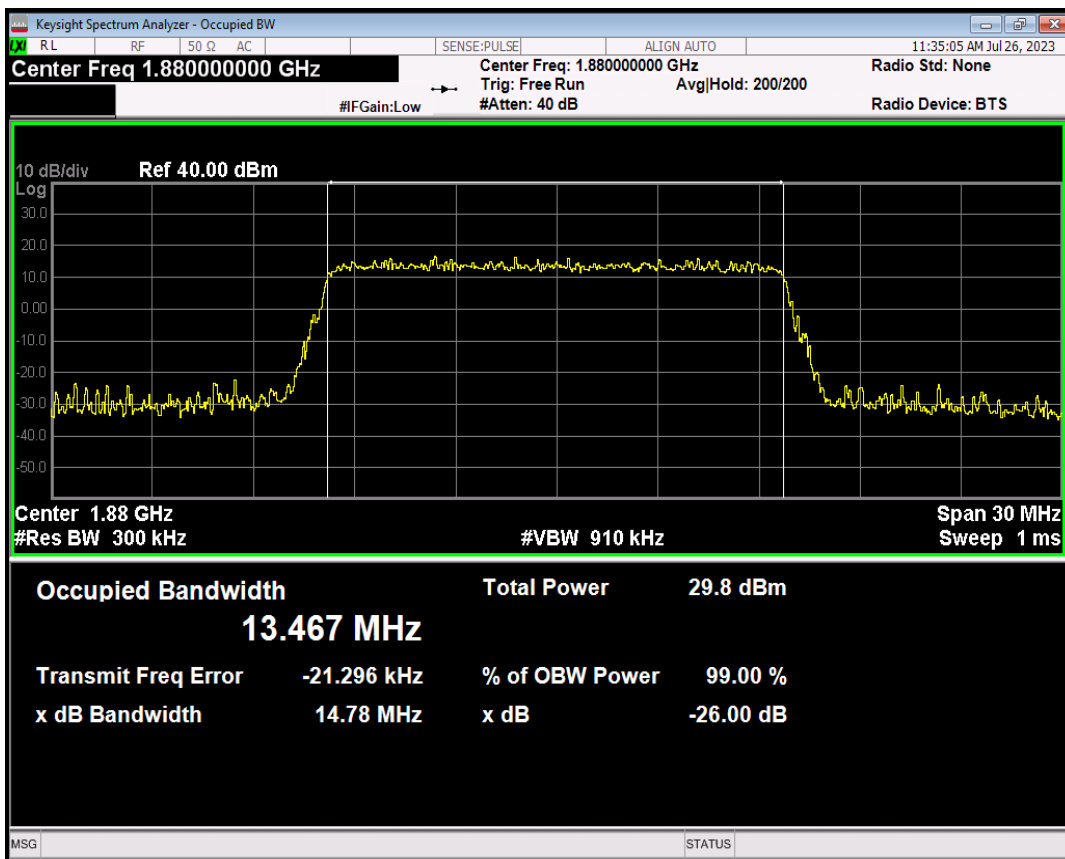 Keysight Spectrum Analyzer - Occupied BW
LXI RL RF 50 Ω AC SENSE:PULSE ALIGN AUTO 11:35:05 AM Jul 26, 2023
Center Freq 1.880000000 GHz
Center Freq: 1.880000000 GHz Radio Std: None
Trig: Free Run Avg|Hold: 200/200
#IFGain:Low #Atten: 40 dB Radio Device: BTS
10 dB/div Ref 40.00 dBm
Log
30.0
20.0
10.0
0.00
-10.0
-20.0
-30.0
-40.0
-50.0
Center 1.88 GHz Span 30 MHz
#Res BW 300 kHz #VBW 910 kHz Sweep 1 ms
Occupied Bandwidth Total Power 29.8 dBm
13.467 MHz
Transmit Freq Error -21.296 kHz % of OBW Power 99.00 %
x dB Bandwidth 14.78 MHz x dB -26.00 dB
MSG STATUS